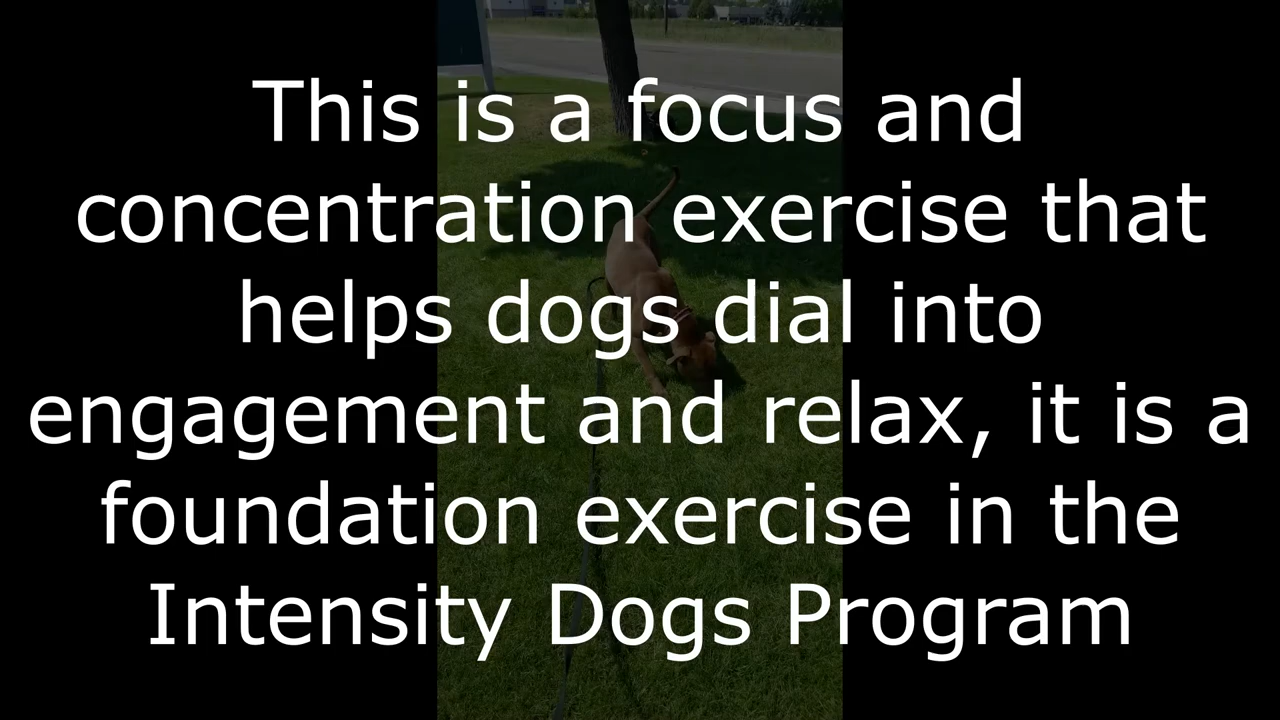 This is a focus and
concentration exercise that
helps dogs dial into
engagement and relax, it is a
foundation exercise in the
Intensity Dogs Program